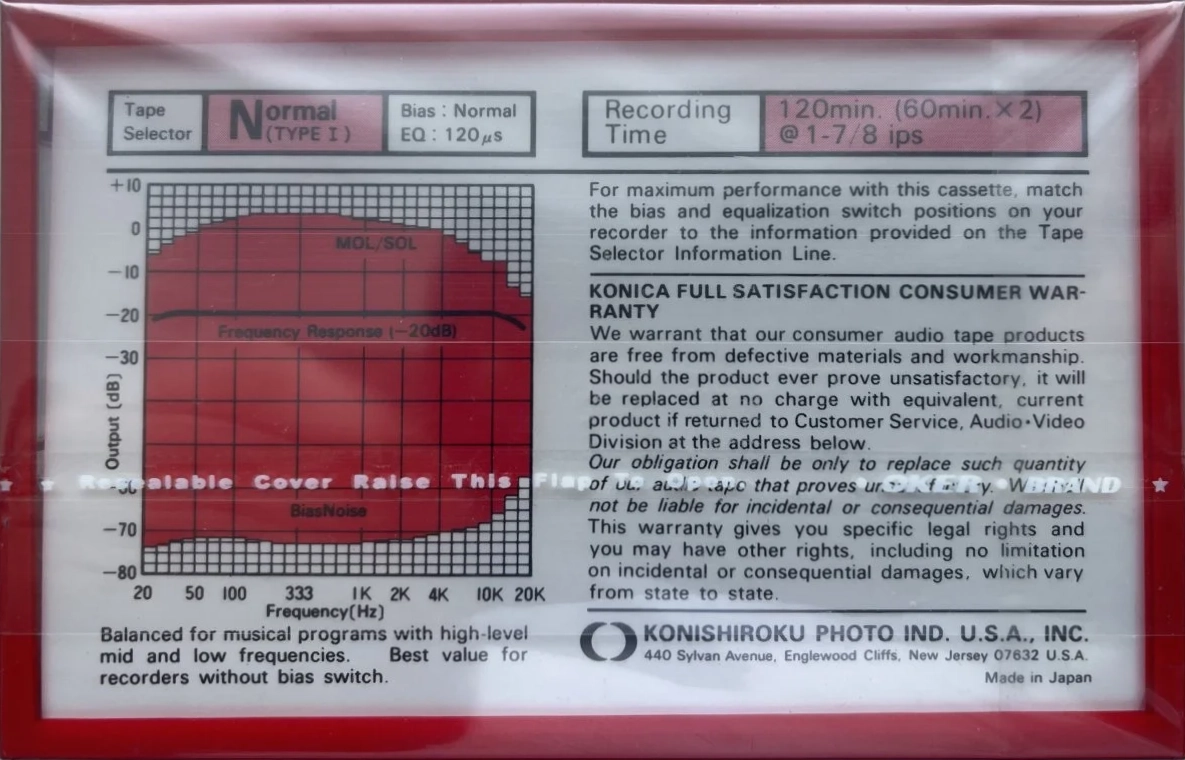 Tape Selector
Normal (TYPE I)
Bias : Normal
EQ : 120μs
Recording Time
120min. (60min.×2)
@ 1-7/8 ips
+10
0
−10
−20
−30
−70
−80
Output (dB)
MOL/SOL
Frequency Response (−20dB)
BiasNoise
20 50 100 333 1K 2K 4K 10K 20K
Frequency(Hz)
Balanced for musical programs with high-level
mid and low frequencies. Best value for
recorders without bias switch.
For maximum performance with this cassette, match
the bias and equalization switch positions on your
recorder to the information provided on the Tape
Selector Information Line.
KONICA FULL SATISFACTION CONSUMER WAR-
RANTY
We warrant that our consumer audio tape products
are free from defective materials and workmanship.
Should the product ever prove unsatisfactory, it will
be replaced at no charge with equivalent, current
product if returned to Customer Service, Audio•Video
Division at the address below.
Our obligation shall be only to replace such quantity
of that proves
not be liable for incidental or consequential damages.
This warranty gives you specific legal rights and
you may have other rights, including no limitation
on incidental or consequential damages, which vary
from state to state.
KONISHIROKU PHOTO IND. U.S.A., INC.
440 Sylvan Avenue, Englewood Cliffs, New Jersey 07632 U.S.A.
Made in Japan
★ ★ Resealable Cover Raise This Flap To Open. BRAND ★